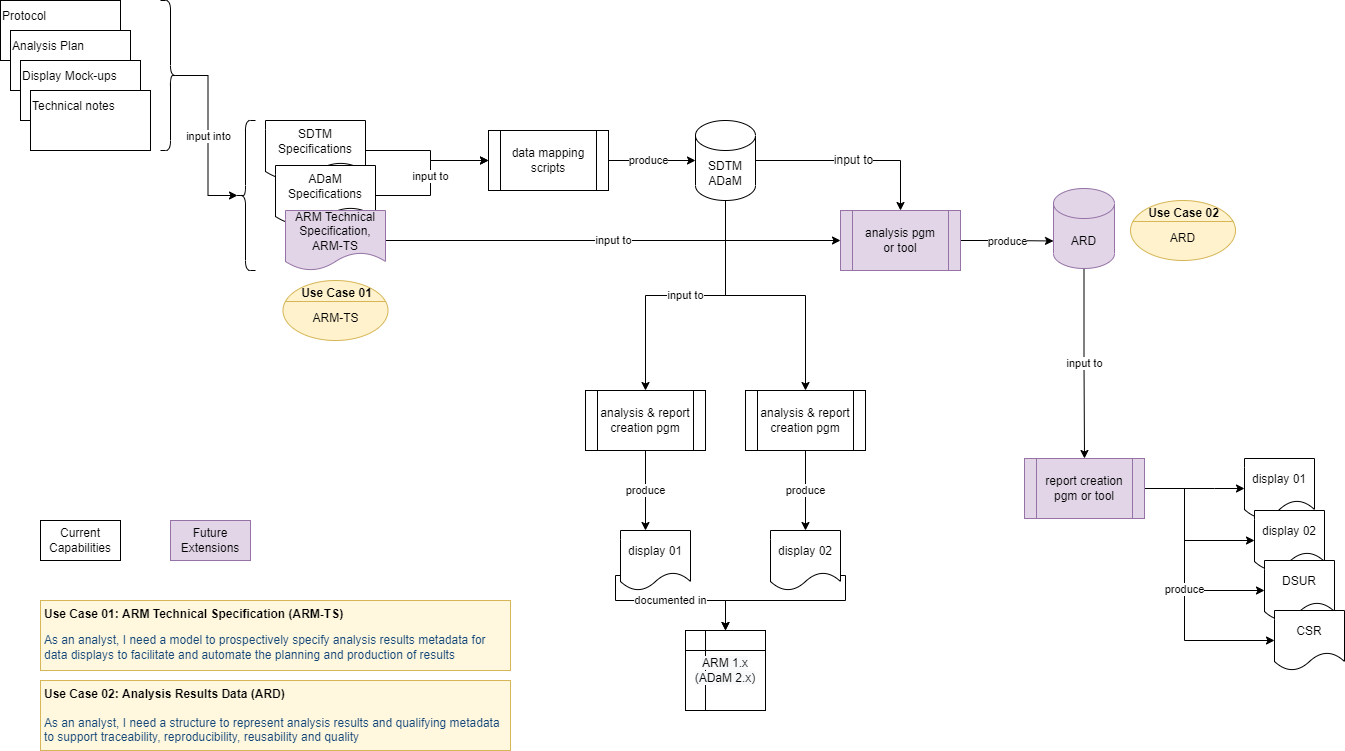 Protocol
Analysis Plan
Display Mock-ups
Technical notes
input into
SDTM
Specifications
ADaM
Specifications
ARM Technical
Specification,
ARM-TS
input to
data mapping
scripts
produce
SDTM
ADaM
input to
input to
analysis pgm
or tool
produce
ARD
Use Case 02
ARD
Use Case 01
ARM-TS
input to
analysis & report
creation pgm
analysis & report
creation pgm
produce
produce
display 01
display 02
documented in
ARM 1.x
(ADaM 2.x)
input to
report creation
pgm or tool
produce
display 01
display 02
DSUR
CSR
Current
Capabilities
Future
Extensions
Use Case 01: ARM Technical Specification (ARM-TS)
As an analyst, I need a model to prospectively specify analysis results metadata for
data displays to facilitate and automate the planning and production of results
Use Case 02: Analysis Results Data (ARD)
As an analyst, I need a structure to represent analysis results and qualifying metadata
to support traceability, reproducibility, reusability and quality